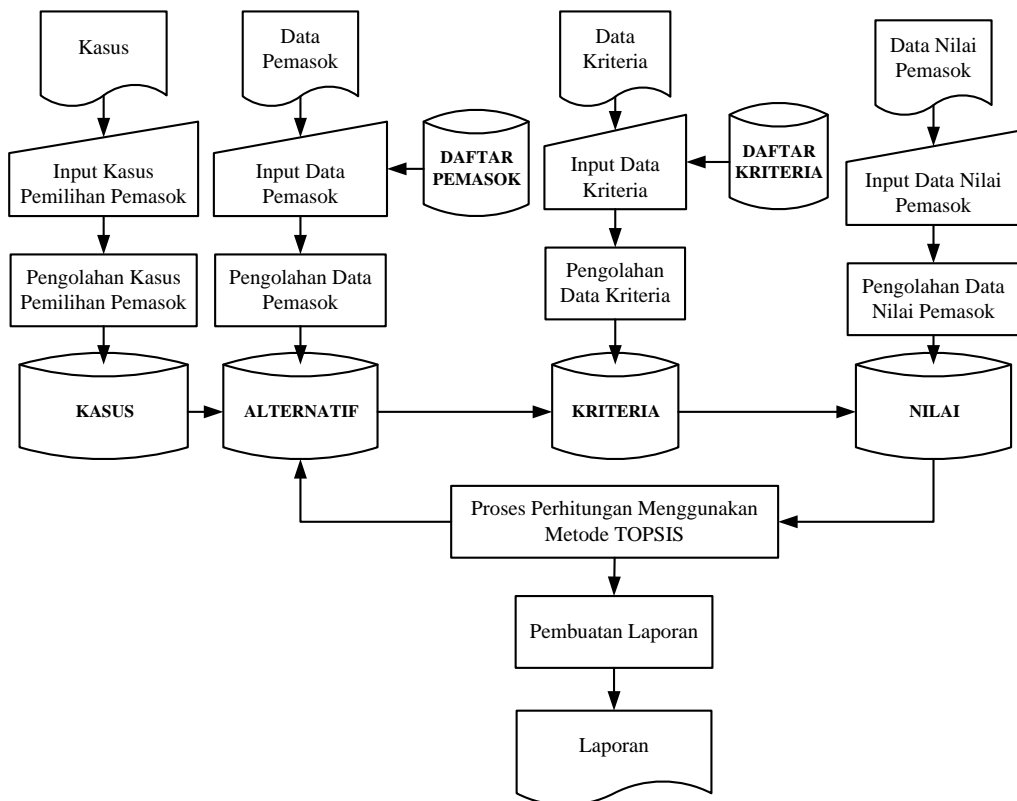 Kasus
Data
Pemasok
Data
Kriteria
Data Nilai
Pemasok
Input Kasus
Pemilihan Pemasok
Input Data
Pemasok
DAFTAR
PEMASOK
Input Data
Kriteria
DAFTAR
KRITERIA
Input Data Nilai
Pemasok
Pengolahan Kasus
Pemilihan Pemasok
Pengolahan Data
Pemasok
Pengolahan
Data Kriteria
Pengolahan Data
Nilai Pemasok
KASUS
ALTERNATIF
KRITERIA
NILAI
Proses Perhitungan Menggunakan
Metode TOPSIS
Pembuatan Laporan
Laporan